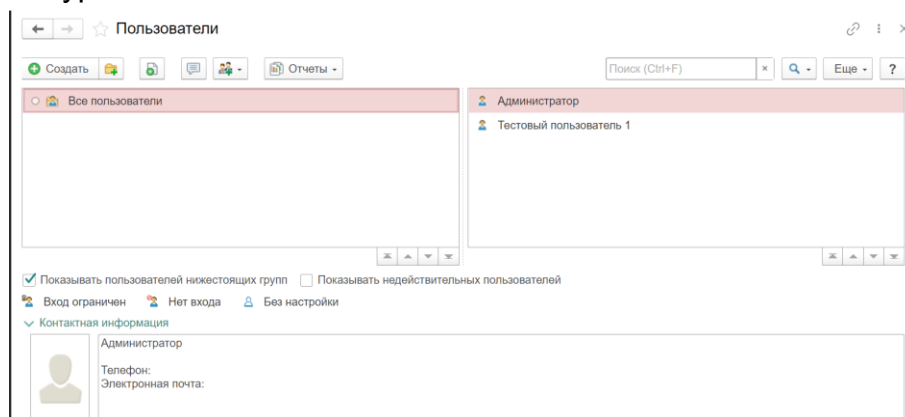 Пользователи
Создать
Отчеты
Поиск (Ctrl+F)
×
Еще
?
Все пользователи
Администратор
Тестовый пользователь 1
Показывать пользователей нижестоящих групп
Показывать недействительных пользователей
Вход ограничен
Нет входа
Без настройки
Контактная информация
Администратор
Телефон:
Электронная почта: